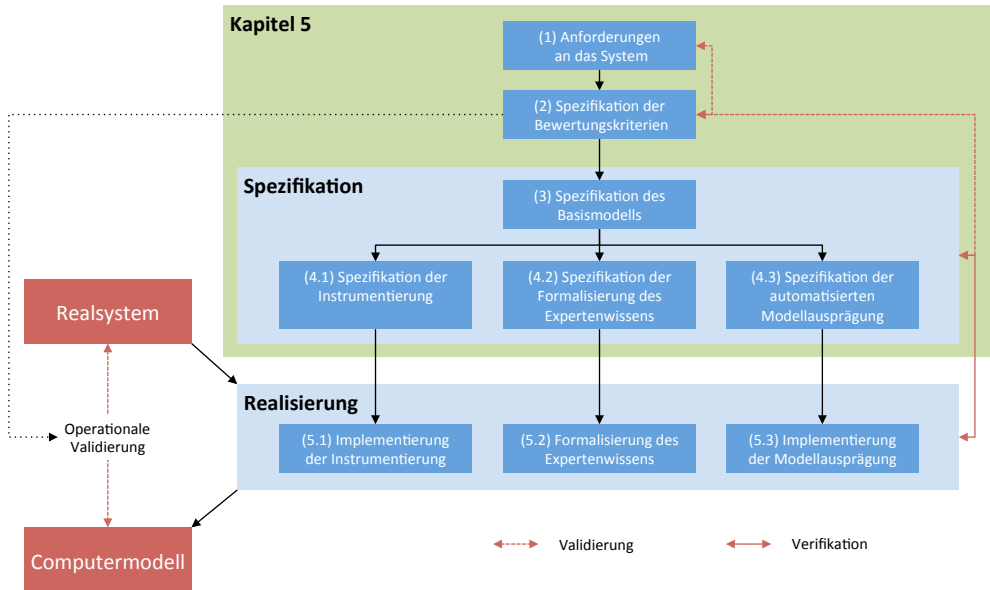 Kapitel 5
(1) Anforderungen
an das System
(2) Spezifikation der
Bewertungskriterien
Spezifikation
(3) Spezifikation des
Basismodells
(4.1) Spezifikation der
Instrumentierung
(4.2) Spezifikation der
Formalisierung des
Expertenwissens
(4.3) Spezifikation der
automatisierten
Modellausprägung
Realsystem
Realisierung
Operationale
Validierung
(5.1) Implementierung
der Instrumentierung
(5.2) Formalisierung des
Expertenwissens
(5.3) Implementierung
der Modellausprägung
Computermodell
Validierung
Verifikation